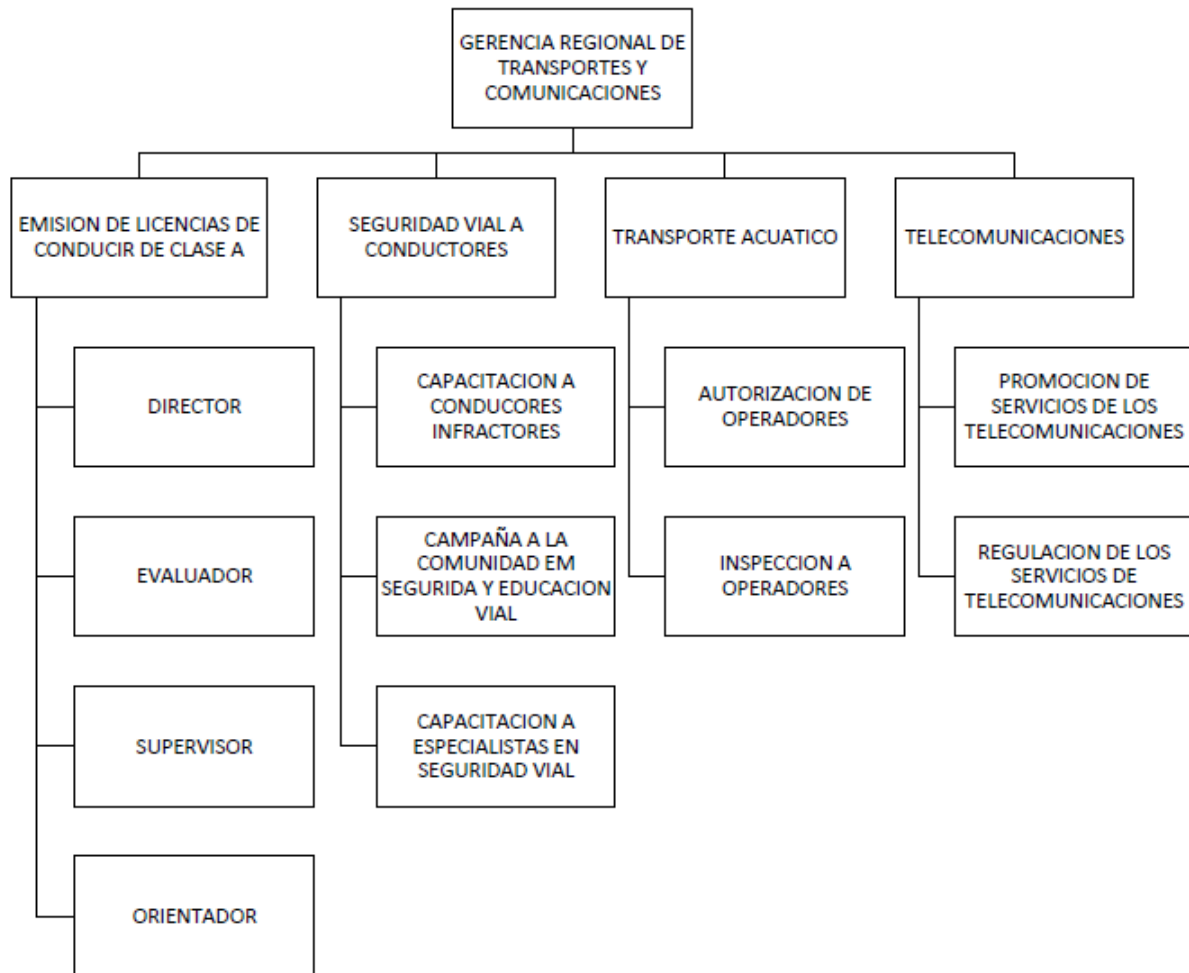 GERENCIA REGIONAL DE
TRANSPORTES Y
COMUNICACIONES
EMISION DE LICENCIAS DE
CONDUCIR DE CLASE A
SEGURIDAD VIAL A
CONDUCTORES
TRANSPORTE ACUATICO
TELECOMUNICACIONES
DIRECTOR
EVALUADOR
SUPERVISOR
ORIENTADOR
CAPACITACION A
CONDUCORES
INFRACTORES
CAMPAÑA A LA
COMUNIDAD EM
SEGURIDA Y EDUCACION
VIAL
CAPACITACION A
ESPECIALISTAS EN
SEGURIDAD VIAL
AUTORIZACION DE
OPERADORES
INSPECCION A
OPERADORES
PROMOCION DE
SERVICIOS DE LOS
TELECOMUNICACIONES
REGULACION DE LOS
SERVICIOS DE
TELECOMUNICACIONES